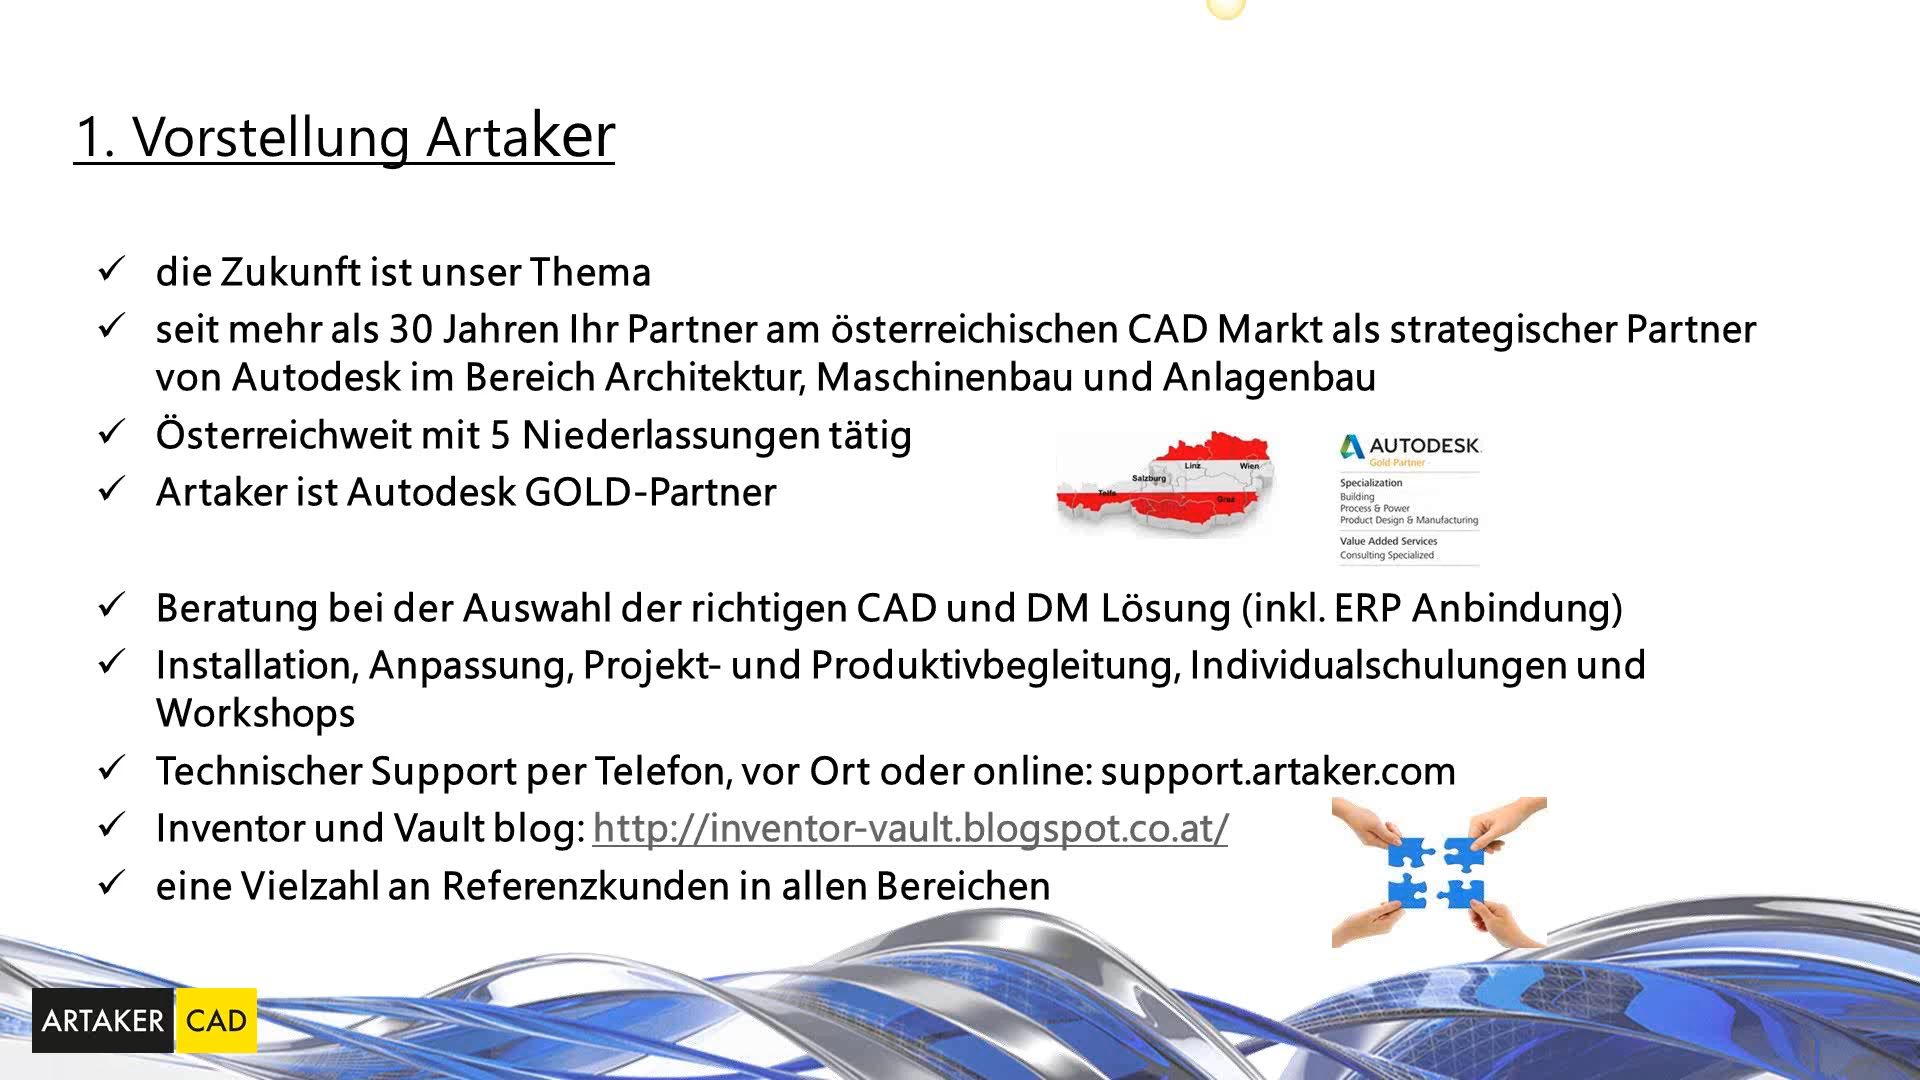 1. Vorstellung Artaker
✓ die Zukunft ist unser Thema
✓ seit mehr als 30 Jahren Ihr Partner am österreichischen CAD Markt als strategischer Partner
von Autodesk im Bereich Architektur, Maschinenbau und Anlagenbau
✓ Österreichweit mit 5 Niederlassungen tätig
✓ Artaker ist Autodesk GOLD-Partner
Linz
Wien
Salzburg
Telfs
Graz
AUTODESK.
Gold Partner
Specialization
Building
Process & Power
Product Design & Manufacturing
Value Added Services
Consulting Specialized
✓ Beratung bei der Auswahl der richtigen CAD und DM Lösung (inkl. ERP Anbindung)
✓ Installation, Anpassung, Projekt- und Produktivbegleitung, Individualschulungen und
Workshops
✓ Technischer Support per Telefon, vor Ort oder online: support.artaker.com
✓ Inventor und Vault blog: http://inventor-vault.blogspot.co.at/
✓ eine Vielzahl an Referenzkunden in allen Bereichen
ARTAKER CAD